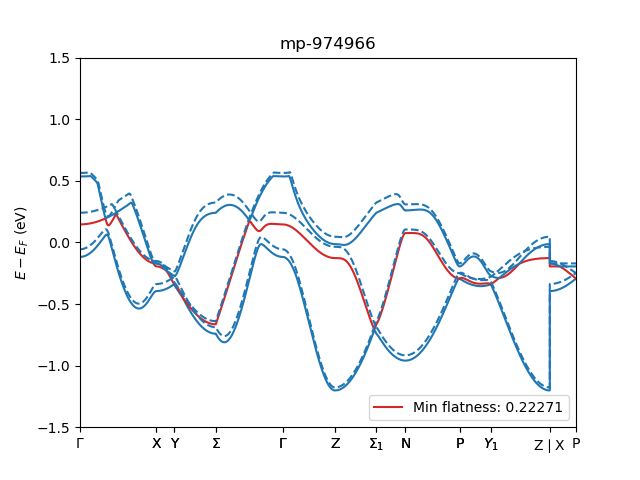 mp-974966
E − E_F (eV)
1.5
1.0
0.5
0.0
−0.5
−1.0
−1.5
Min flatness: 0.22271
Γ X Y Σ Γ Z Σ₁ N P Y₁ Z | X P